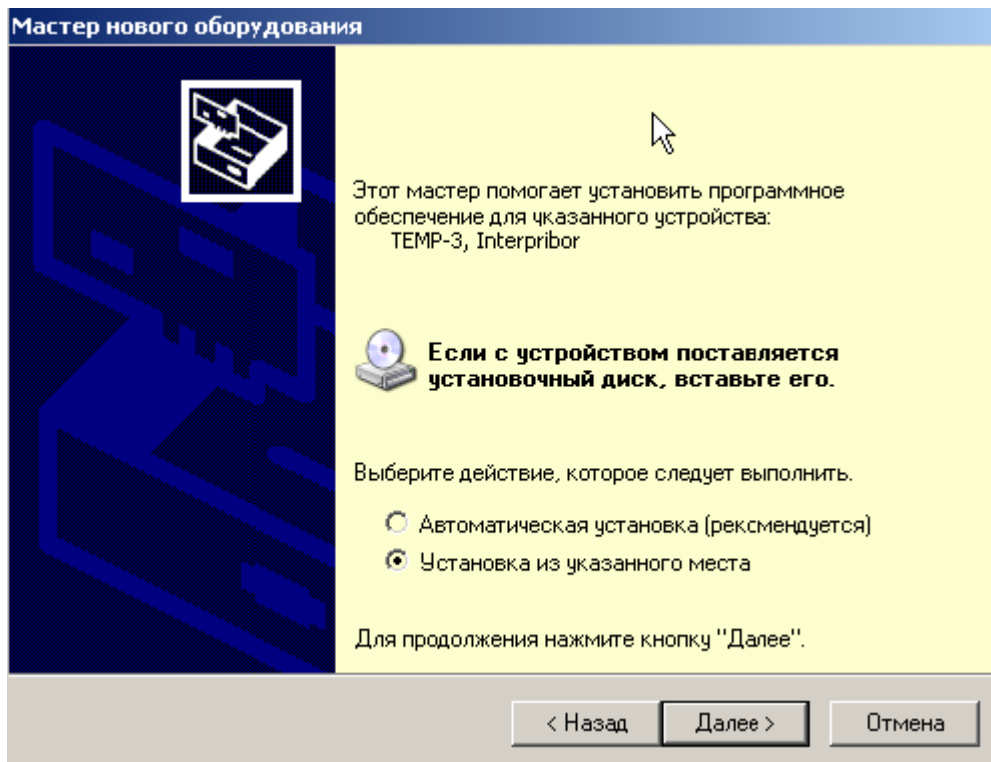 Мастер нового оборудования
Этот мастер помогает установить программное
обеспечение для указанного устройства:
TEMP-3, Interpribor
Если с устройством поставляется
установочный диск, вставьте его.
Выберите действие, которое следует выполнить.
Автоматическая установка (рексмендуется)
Установка из указанного места
Для продолжения нажмите кнопку "Далее".
< Назад
Далее >
Отмена